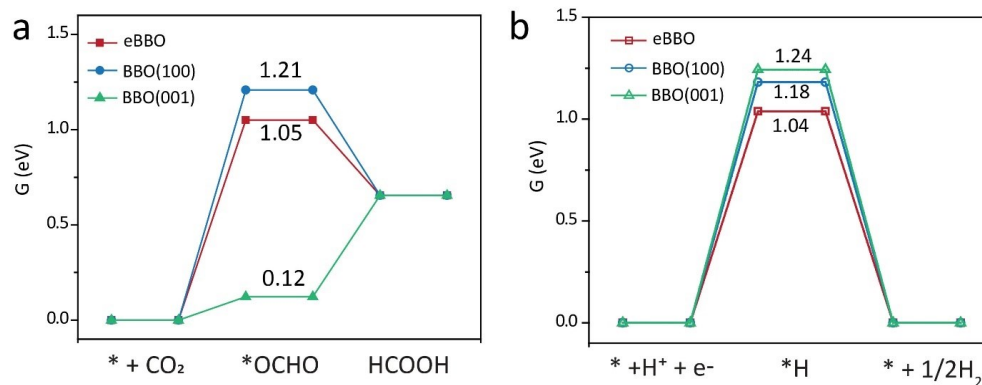 a
1.5
1.0
0.5
0.0
G (eV)
eBBO
BBO(100)
BBO(001)
1.21
1.05
0.12
* + CO₂
*OCHO
HCOOH
b
1.5
1.0
0.5
0.0
G (eV)
eBBO
BBO(100)
BBO(001)
1.24
1.18
1.04
* +H⁺ + e-
*H
* + 1/2H₂